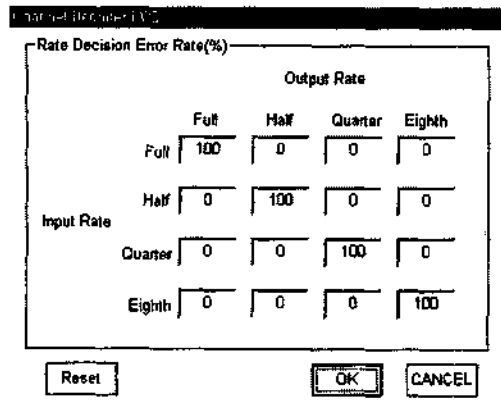 Rate Decision Error Rate(%)
Output Rate
Full Half Quarter Eighth
Full 100 0 0 0
Half 0 100 0 0
Input Rate
Quarter 0 0 100 0
Eighth 0 0 0 100
Reset OK CANCEL